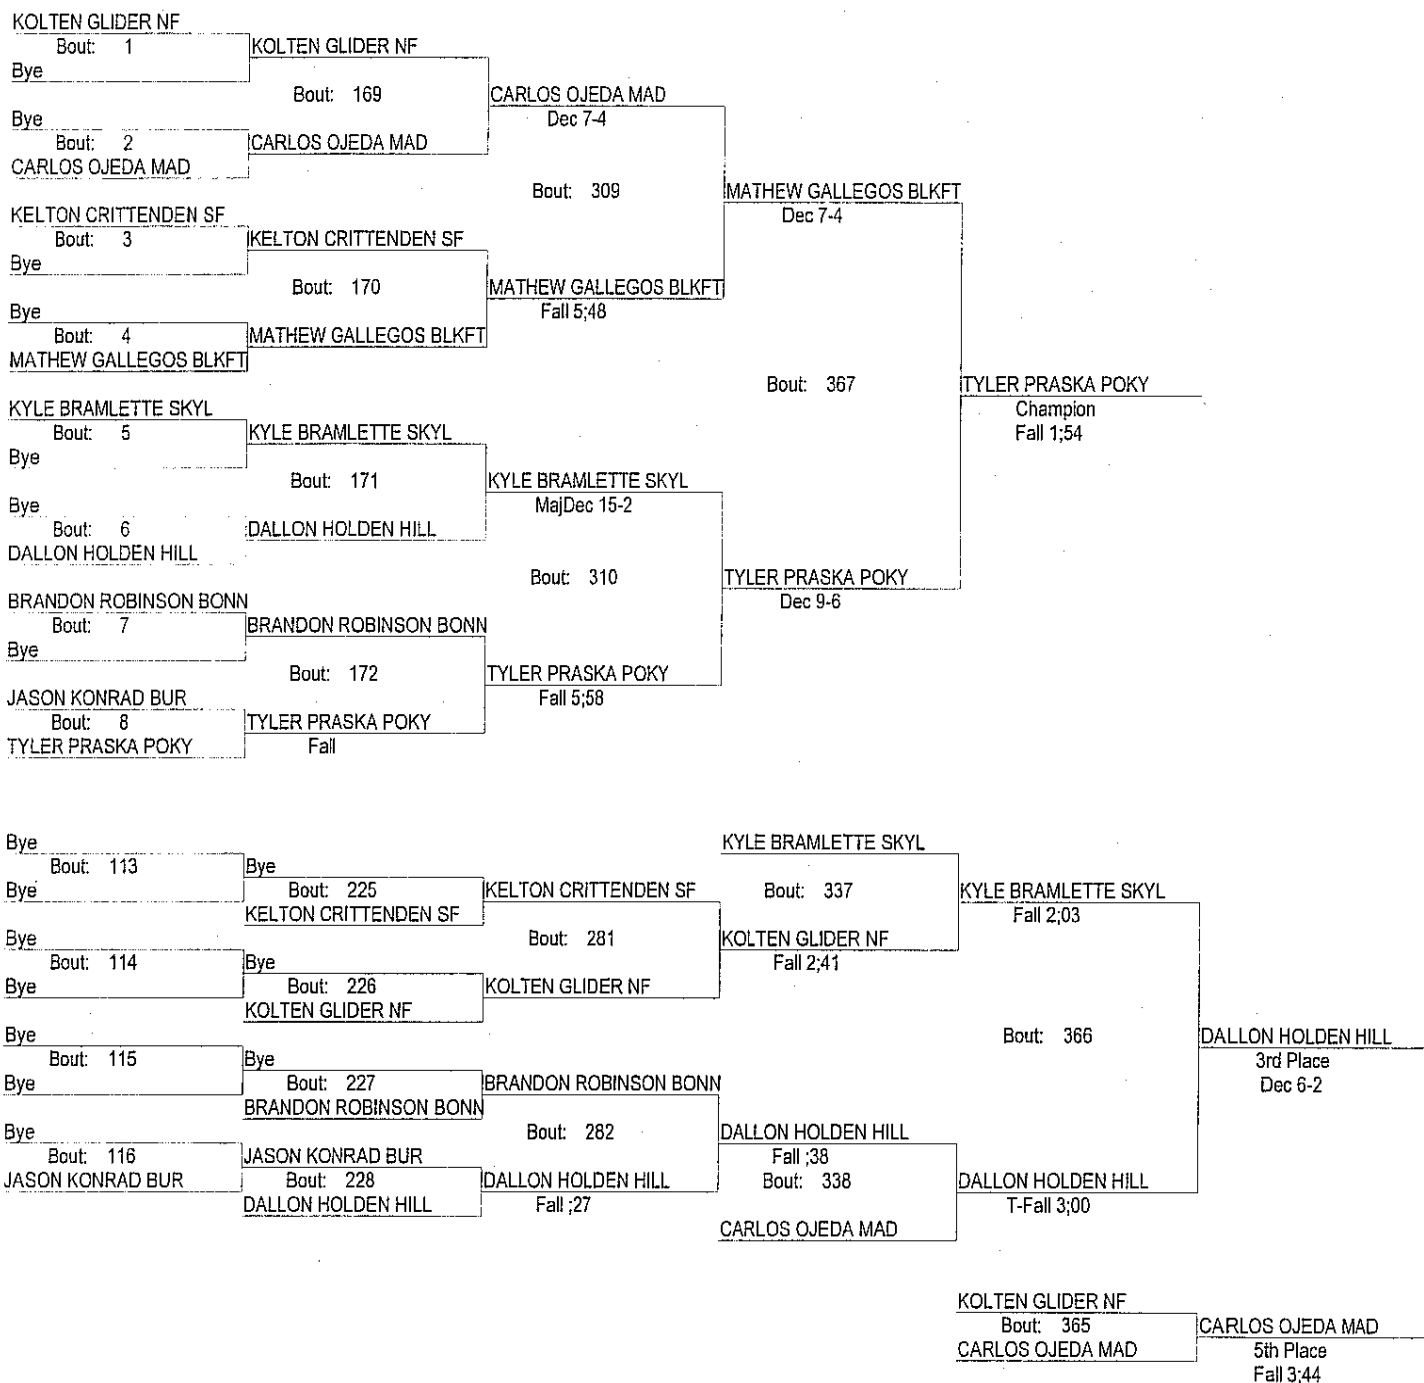 KOLTEN GLIDER NF
Bout: 1
Bye
KOLTEN GLIDER NF
Bout: 169
Bye
Bout: 2
CARLOS OJEDA MAD
CARLOS OJEDA MAD
CARLOS OJEDA MAD
Dec 7-4
Bout: 309
KELTON CRITTENDEN SF
Bout: 3
Bye
KELTON CRITTENDEN SF
Bout: 170
Bye
Bout: 4
MATHEW GALLEGOS BLKFT
MATHEW GALLEGOS BLKFT
MATHEW GALLEGOS BLKFT
Fall 5;48
MATHEW GALLEGOS BLKFT
Dec 7-4
Bout: 367
KYLE BRAMLETTE SKYL
Bout: 5
Bye
KYLE BRAMLETTE SKYL
Bout: 171
Bye
Bout: 6
DALLON HOLDEN HILL
DALLON HOLDEN HILL
KYLE BRAMLETTE SKYL
MajDec 15-2
Bout: 310
BRANDON ROBINSON BONN
Bout: 7
Bye
BRANDON ROBINSON BONN
Bout: 172
JASON KONRAD BUR
Bout: 8
TYLER PRASKA POKY
TYLER PRASKA POKY
Fall
TYLER PRASKA POKY
Fall 5;58
TYLER PRASKA POKY
Dec 9-6
TYLER PRASKA POKY
Champion
Fall 1;54
Bye
Bout: 113
Bye
Bye
Bout: 225
KELTON CRITTENDEN SF
KELTON CRITTENDEN SF
Bout: 281
Bye
Bout: 114
Bye
Bye
Bout: 226
KOLTEN GLIDER NF
KOLTEN GLIDER NF
KYLE BRAMLETTE SKYL
Bout: 337
KOLTEN GLIDER NF
Fall 2;41
KYLE BRAMLETTE SKYL
Fall 2;03
Bout: 366
Bye
Bout: 115
Bye
Bye
Bout: 227
BRANDON ROBINSON BONN
BRANDON ROBINSON BONN
Bout: 282
Bye
Bout: 116
JASON KONRAD BUR
JASON KONRAD BUR
Bout: 228
DALLON HOLDEN HILL
DALLON HOLDEN HILL
Fall ;27
DALLON HOLDEN HILL
Fall ;38
Bout: 338
CARLOS OJEDA MAD
DALLON HOLDEN HILL
T-Fall 3;00
DALLON HOLDEN HILL
3rd Place
Dec 6-2
KOLTEN GLIDER NF
Bout: 365
CARLOS OJEDA MAD
CARLOS OJEDA MAD
5th Place
Fall 3;44